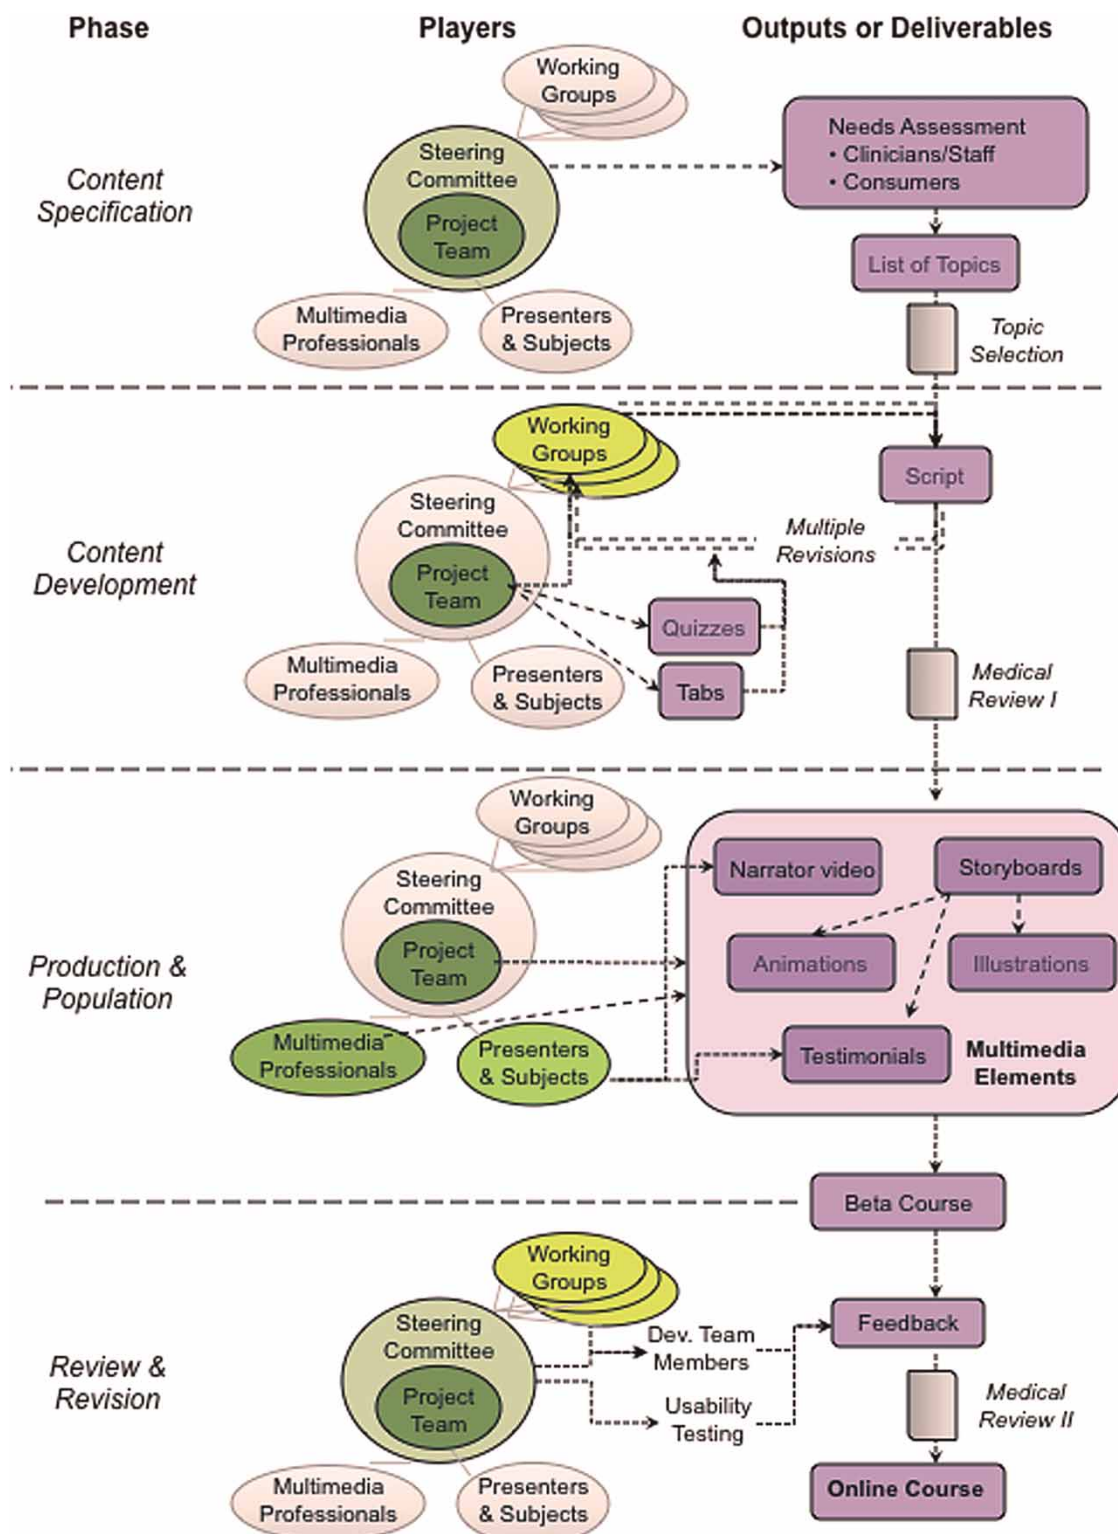 Phase
Players
Outputs or Deliverables
Content
Specification
Working
Groups
Steering
Committee
Project
Team
Multimedia
Professionals
Presenters
& Subjects
Needs Assessment
• Clinicians/Staff
• Consumers
List of Topics
Topic
Selection
Content
Development
Working
Groups
Steering
Committee
Project
Team
Multimedia
Professionals
Presenters
& Subjects
Script
Multiple
Revisions
Quizzes
Tabs
Medical
Review I
Production &
Population
Working
Groups
Steering
Committee
Project
Team
Multimedia
Professionals
Presenters
& Subjects
Narrator video
Storyboards
Animations
Illustrations
Testimonials
Multimedia
Elements
Beta Course
Review &
Revision
Working
Groups
Steering
Committee
Project
Team
Multimedia
Professionals
Presenters
& Subjects
Dev. Team
Members
Usability
Testing
Feedback
Medical
Review II
Online Course